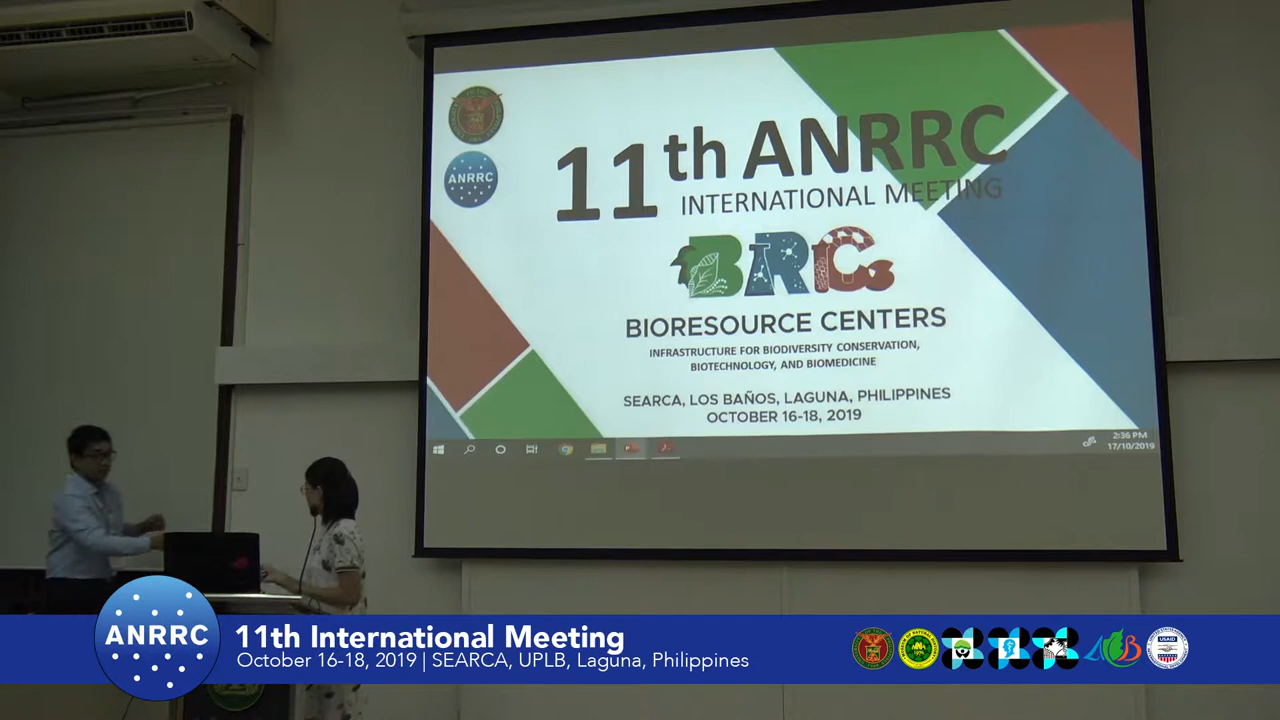 ANRRC
11th ANRRC
INTERNATIONAL MEETING
BRCs
BIORESOURCE CENTERS
INFRASTRUCTURE FOR BIODIVERSITY CONSERVATION,
BIOTECHNOLOGY, AND BIOMEDICINE
SEARCA, LOS BAÑOS, LAGUNA, PHILIPPINES
OCTOBER 16-18, 2019
2:36 PM
17/10/2019
ANRRC
11th International Meeting
October 16-18, 2019 | SEARCA, UPLB, Laguna, Philippines
USAID